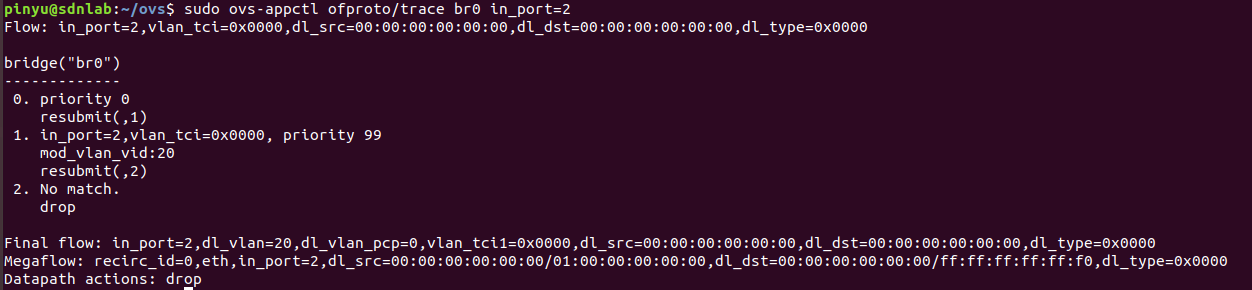 pinyu@sdnlab:~/ovs$ sudo ovs-appctl ofproto/trace br0 in_port=2
Flow: in_port=2,vlan_tci=0x0000,dl_src=00:00:00:00:00:00,dl_dst=00:00:00:00:00:00,dl_type=0x0000

bridge("br0")
-------------
 0. priority 0
    resubmit(,1)
 1. in_port=2,vlan_tci=0x0000, priority 99
    mod_vlan_vid:20
    resubmit(,2)
 2. No match.
    drop

Final flow: in_port=2,dl_vlan=20,dl_vlan_pcp=0,vlan_tci1=0x0000,dl_src=00:00:00:00:00:00,dl_dst=00:00:00:00:00:00,dl_type=0x0000
Megaflow: recirc_id=0,eth,in_port=2,dl_src=00:00:00:00:00:00/01:00:00:00:00:00,dl_dst=00:00:00:00:00:00/ff:ff:ff:ff:ff:f0,dl_type=0x0000
Datapath actions: drop